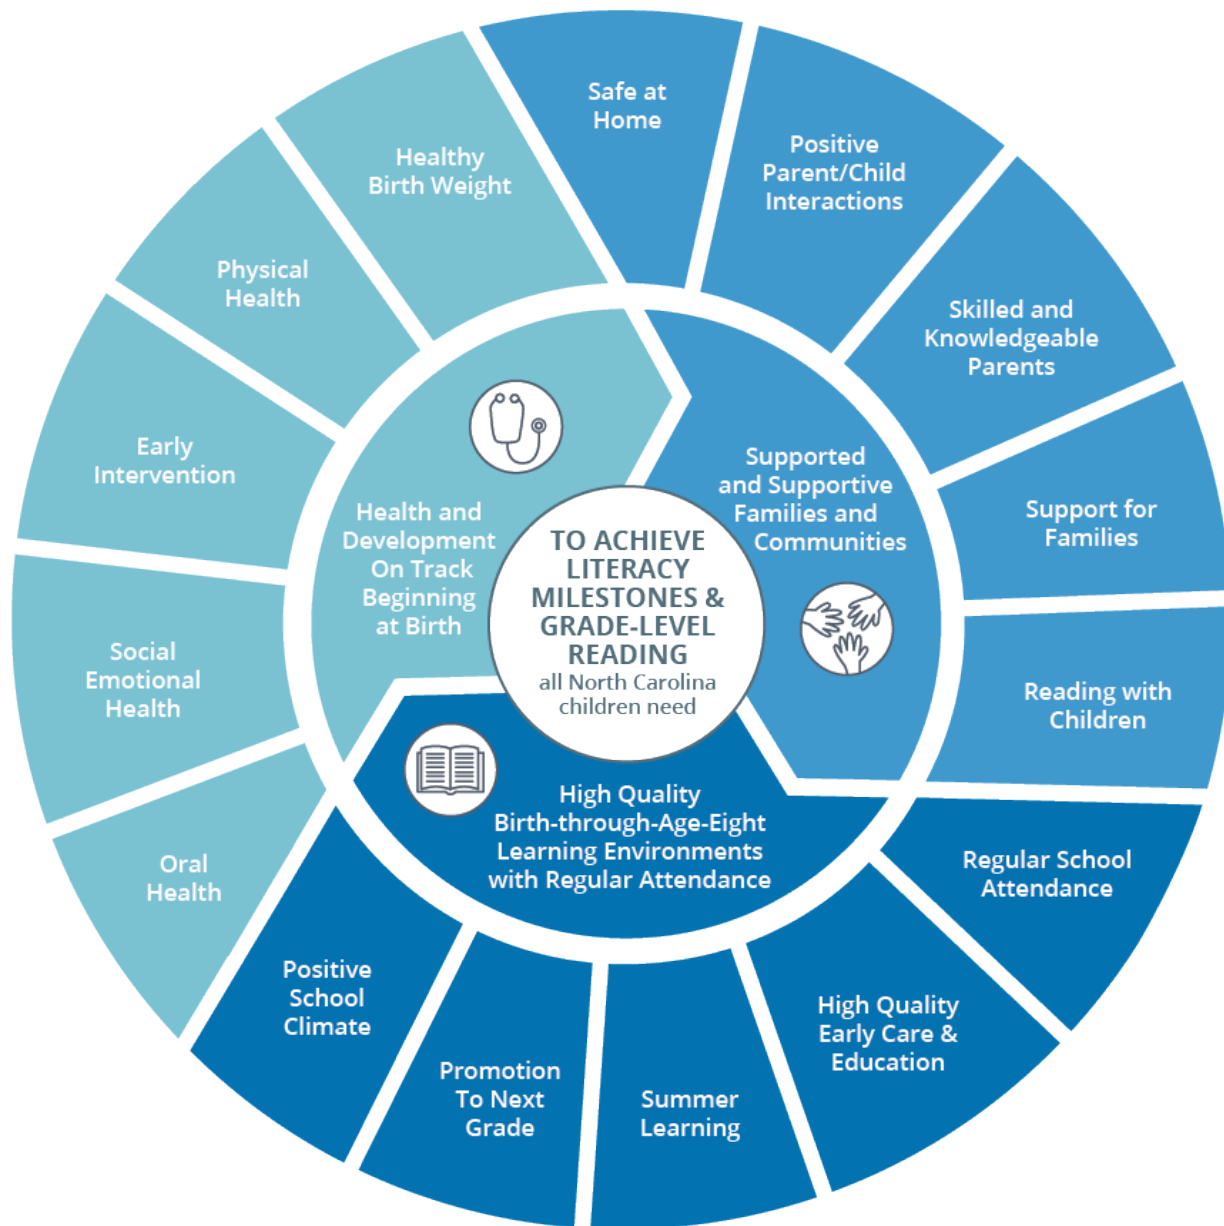 Safe at
Home
Positive
Parent/Child
Interactions
Skilled and
Knowledgeable
Parents
Support for
Families
Reading with
Children
Regular School
Attendance
High Quality
Early Care &
Education
Summer
Learning
Promotion
To Next
Grade
Positive
School
Climate
Oral
Health
Social
Emotional
Health
Early
Intervention
Physical
Health
Healthy
Birth Weight
Supported
and Supportive
Families and
Communities
High Quality
Birth-through-Age-Eight
Learning Environments
with Regular Attendance
Health and
Development
On Track
Beginning
at Birth
TO ACHIEVE
LITERACY
MILESTONES &
GRADE-LEVEL
READING
all North Carolina
children need